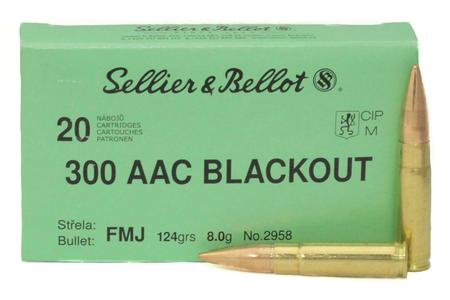 Sellier & Bellot SB ®
20 NÁBOJŮ
CARTRIDGES
CARTOUCHES
PATRONEN
CIP
M
300 AAC BLACKOUT
Střela:
Bullet: FMJ 124grs 8.0g No.2958